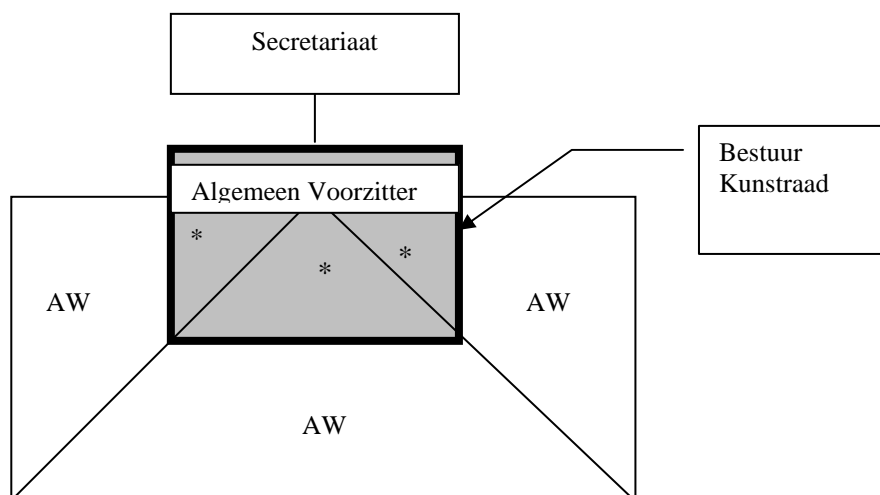 Secretariaat
Bestuur
Kunstraad
Algemeen Voorzitter
*
*
*
AW
AW
AW